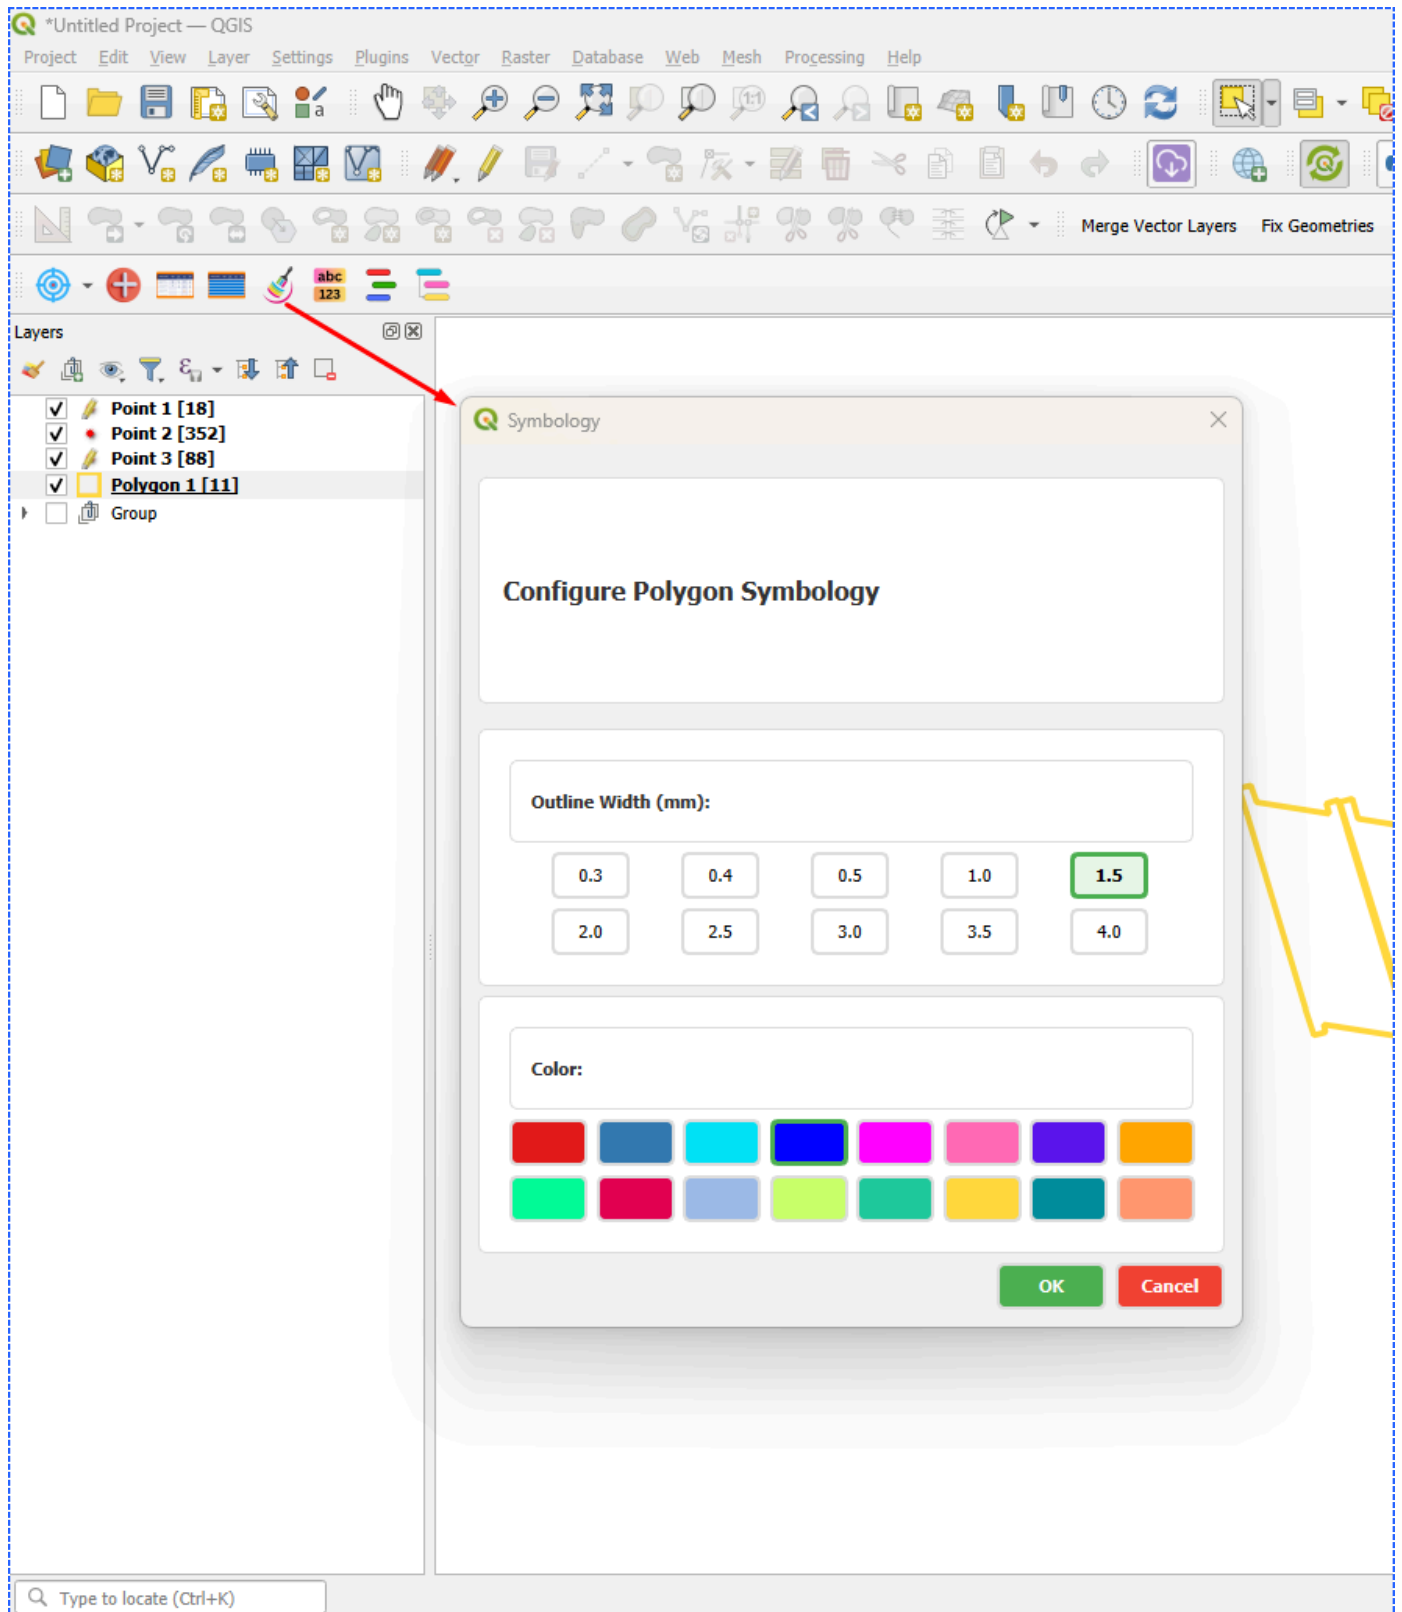 *Untitled Project — QGIS
Project Edit View Layer Settings Plugins Vector Raster Database Web Mesh Processing Help
a 1:1
Merge Vector Layers Fix Geometries
abc
123
Layers
Point 1 [18]
Point 2 [352]
Point 3 [88]
Polygon 1 [11]
Group
Symbology
Configure Polygon Symbology
Outline Width (mm):
0.3 0.4 0.5 1.0 1.5
2.0 2.5 3.0 3.5 4.0
Color:
OK Cancel
Type to locate (Ctrl+K)